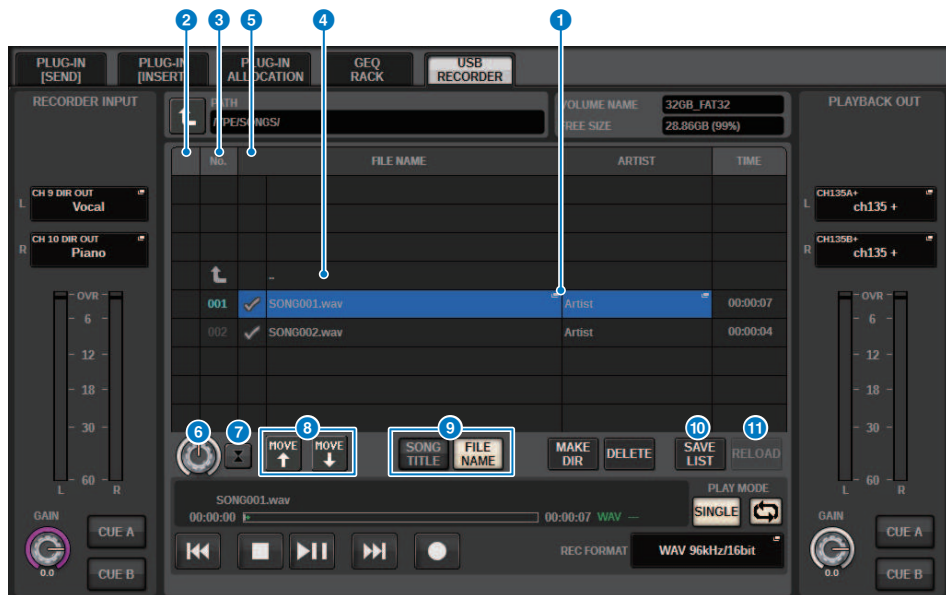 2 3 5 4 1
PLUG-IN [SEND]
PLUG-IN [INSERT
PLUG-IN ALLOCATION
GEQ RACK
USB RECORDER
RECORDER INPUT
PATH
/YPE/SONGS/
VOLUME NAME 32GB_FAT32
FREE SIZE 28.86GB (99%)
PLAYBACK OUT
No. FILE NAME ARTIST TIME
CH 9 DIR OUT
L Vocal
CH 10 DIR OUT
R Piano
CH135A+
L ch135 +
CH135B+
R ch135 +
001 SONG001.wav Artist 00:00:07
002 SONG002.wav Artist 00:00:04
OVR
6
12
18
30
60
L R
OVR
6
12
18
30
60
L R
6 7 8 9 10 11
MOVE
MOVE
SONG TITLE
FILE NAME
MAKE DIR
DELETE
SAVE LIST
RELOAD
SONG001.wav
00:00:00 00:00:07 WAV ---
PLAY MODE
SINGLE
GAIN
0.0
CUE A
CUE B
REC FORMAT WAV 96kHz/16bit
GAIN
0.0
CUE A
CUE B